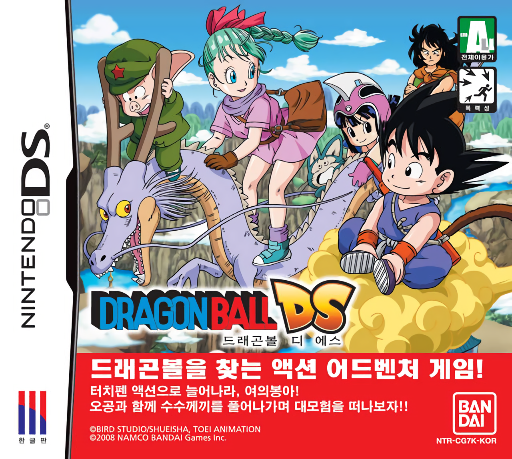 NINTENDO DS®
한글판
A
전체이용가
폭력성
DRAGON BALL DS
드래곤볼 디 에스
드래곤볼을 찾는 액션 어드벤처 게임!
터치펜 액션으로 늘어나라, 여의봉아!
오공과 함께 수수께끼를 풀어나가며 대모험을 떠나보자!!
©BIRD STUDIO/SHUEISHA, TOEI ANIMATION
©2008 NAMCO BANDAI Games Inc.
BAN
DAI
NTR-CG7K-KOR